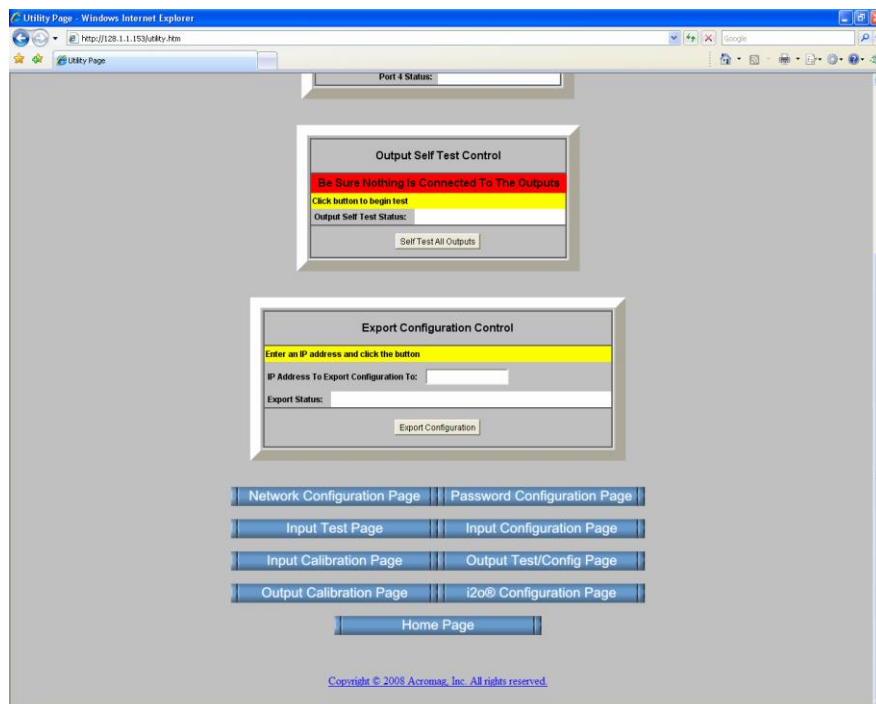 Utility Page - Windows Internet Explorer
http://128.1.1.153/utility.htm
Google
Utility Page
Port 4 Status:
Output Self Test Control
Be Sure Nothing Is Connected To The Outputs
Click button to begin test
Output Self Test Status:
Self Test All Outputs
Export Configuration Control
Enter an IP address and click the button
IP Address To Export Configuration To:
Export Status:
Export Configuration
Network Configuration Page
Password Configuration Page
Input Test Page
Input Configuration Page
Input Calibration Page
Output Test/Config Page
Output Calibration Page
i2o® Configuration Page
Home Page
Copyright © 2008 Acromag, Inc. All rights reserved.